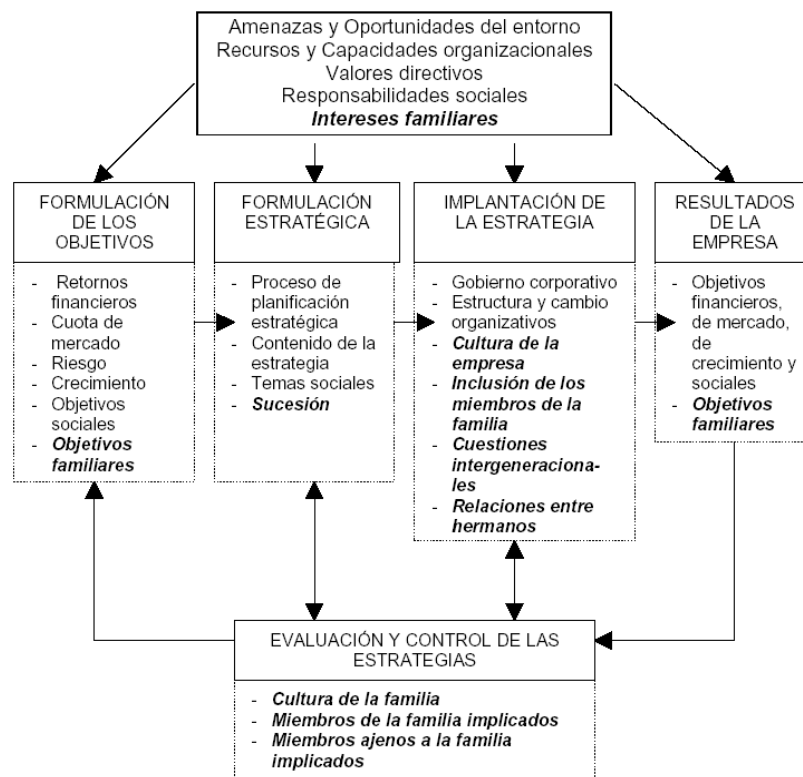 Amenazas y Oportunidades del entorno
Recursos y Capacidades organizacionales
Valores directivos
Responsabilidades sociales
Intereses familiares
FORMULACIÓN
DE LOS
OBJETIVOS
- Retornos
financieros
- Cuota de
mercado
- Riesgo
- Crecimiento
- Objetivos
sociales
- Objetivos
familiares
FORMULACIÓN
ESTRATÉGICA
- Proceso de
planificación
estratégica
- Contenido de la
estrategia
- Temas sociales
- Sucesión
IMPLANTACIÓN DE
LA ESTRATEGIA
- Gobierno corporativo
- Estructura y cambio
organizativos
- Cultura de la
empresa
- Inclusión de los
miembros de la
familia
- Cuestiones
intergeneraciona-
les
- Relaciones entre
hermanos
RESULTADOS
DE LA
EMPRESA
- Objetivos
financieros,
de mercado,
de
crecimiento y
sociales
- Objetivos
familiares
EVALUACIÓN Y CONTROL DE LAS
ESTRATEGIAS
- Cultura de la familia
- Miembros de la familia implicados
- Miembros ajenos a la familia
implicados